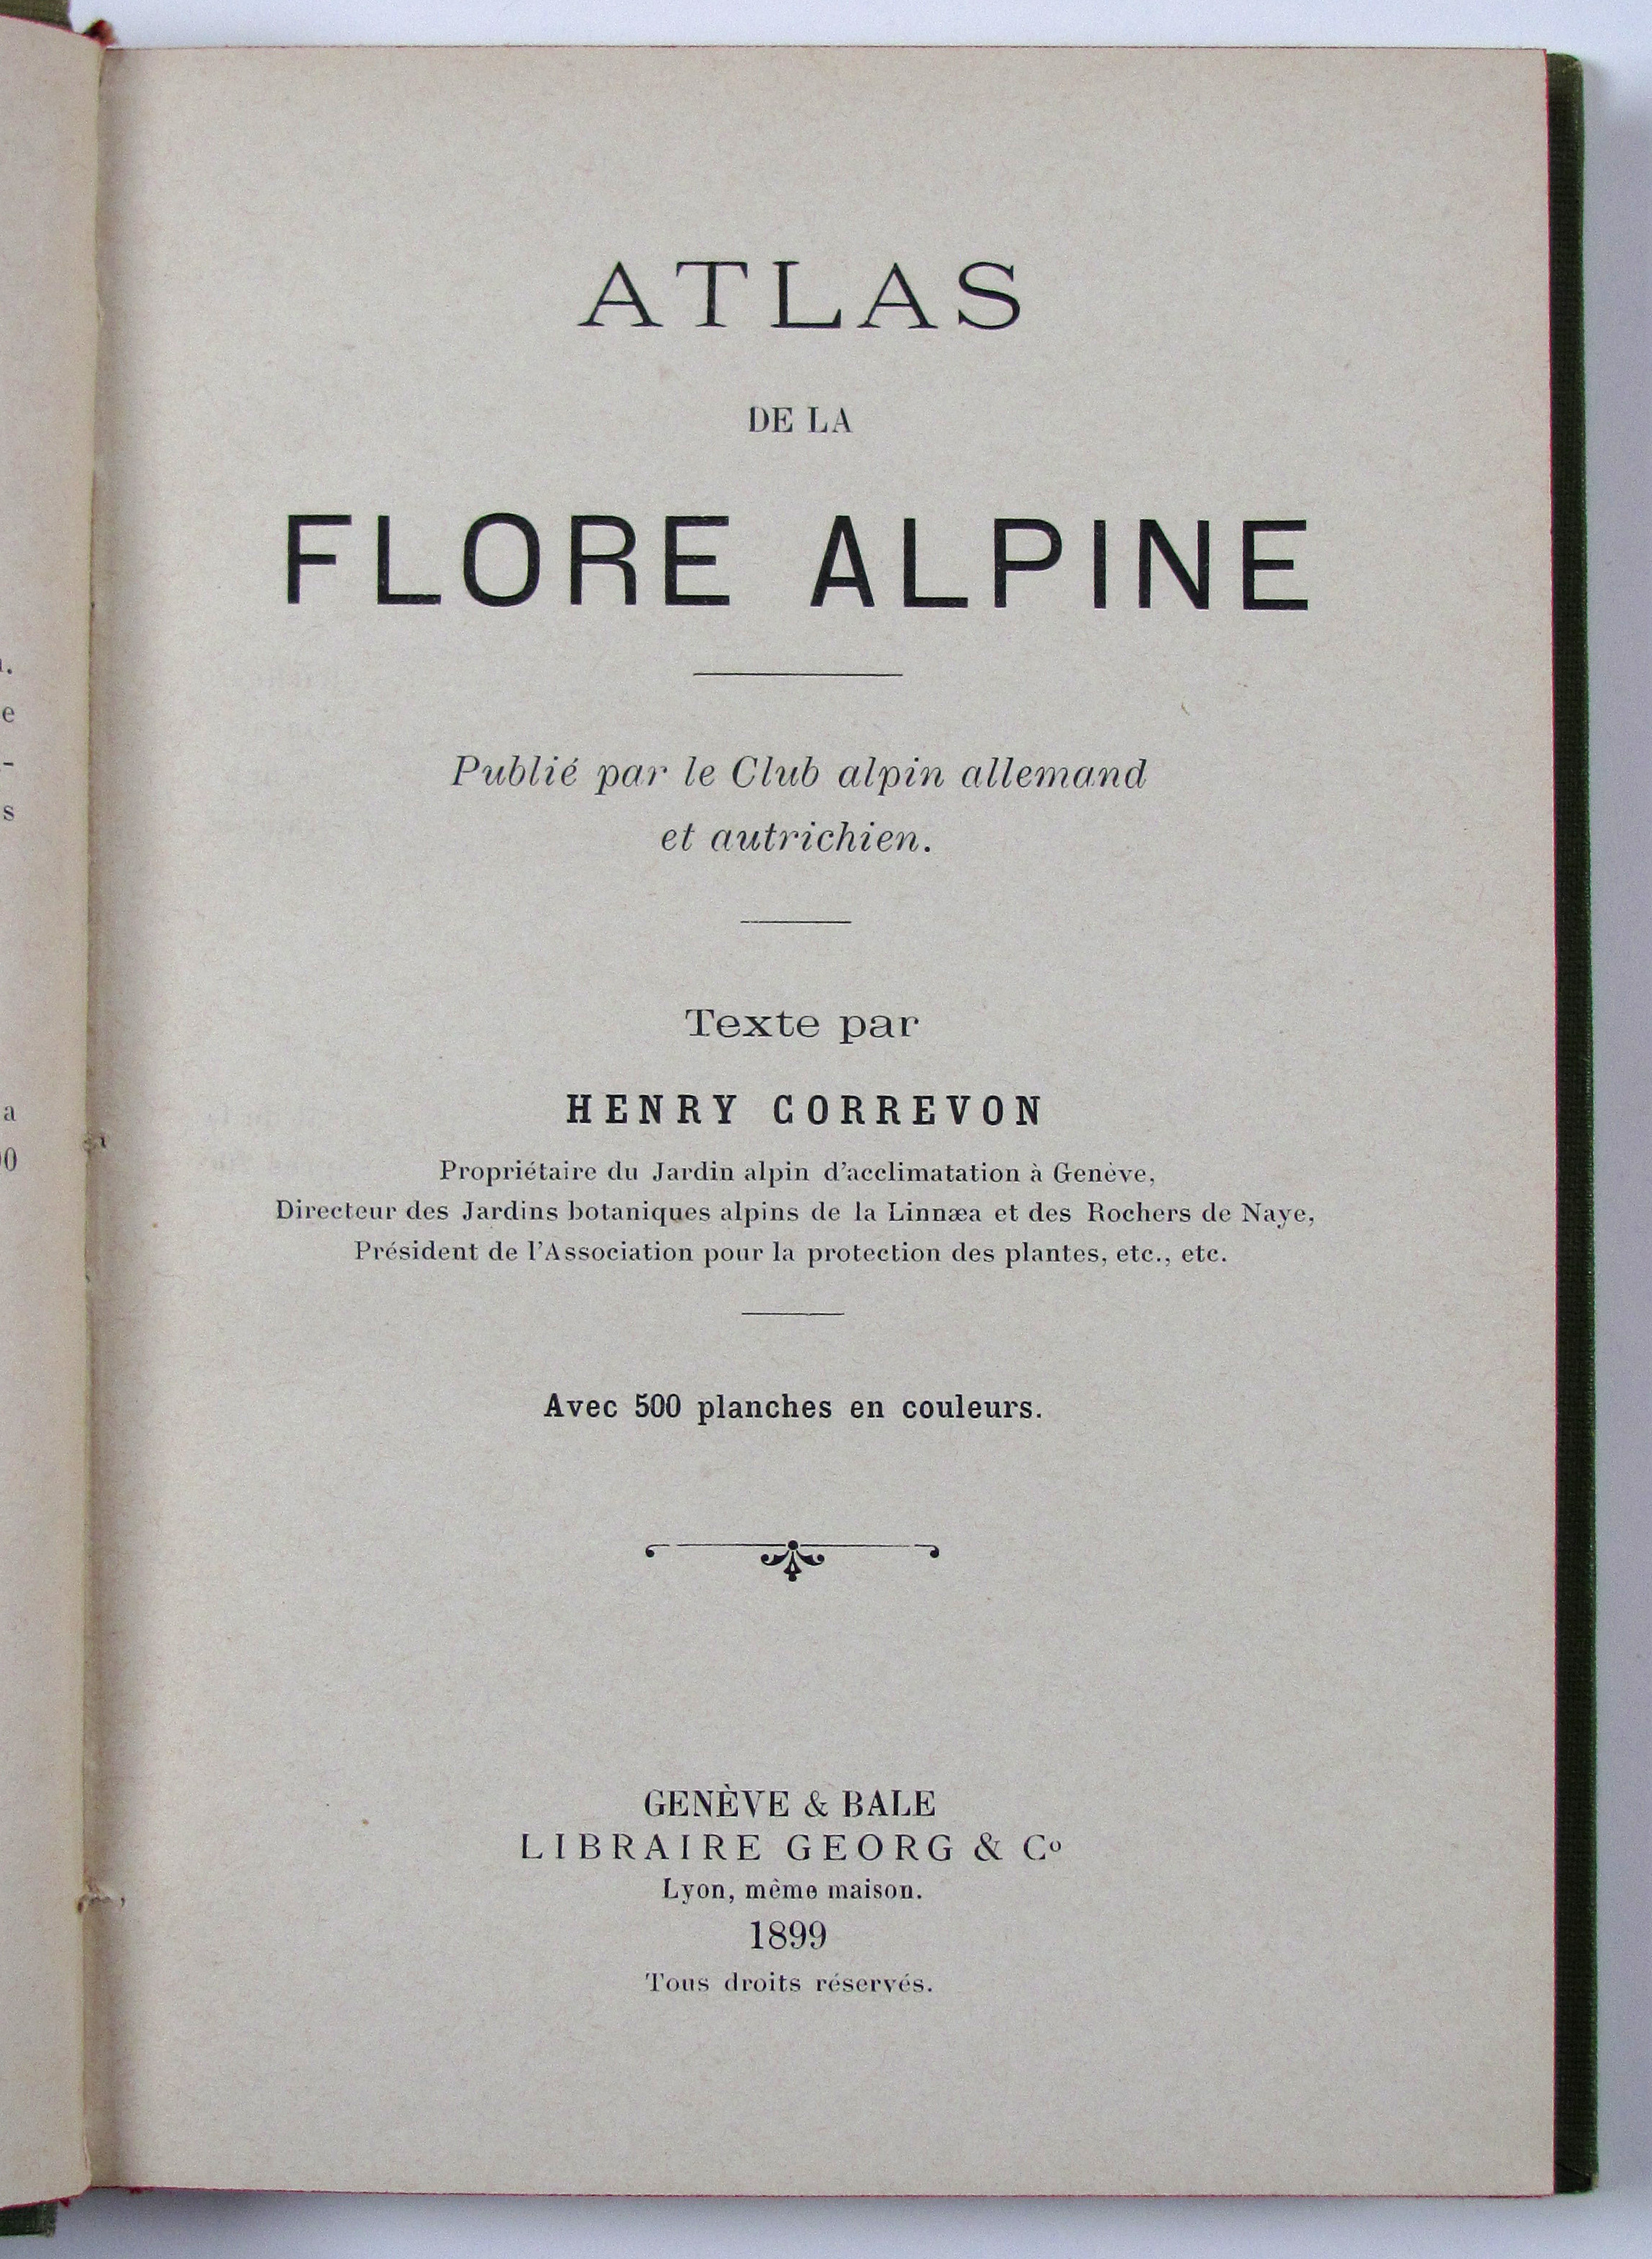 ATLAS
DE LA
FLORE ALPINE
Publié par le Club alpin allemand
et autrichien.
Texte par
HENRY CORREVON
Propriétaire du Jardin alpin d'acclimatation à Genève,
Directeur des Jardins botaniques alpins de la Linnæa et des Rochers de Naye,
Président de l'Association pour la protection des plantes, etc., etc.
Avec 500 planches en couleurs.
GENÈVE & BALE
LIBRAIRE GEORG & Cº
Lyon, même maison.
1899
Tous droits réservés.